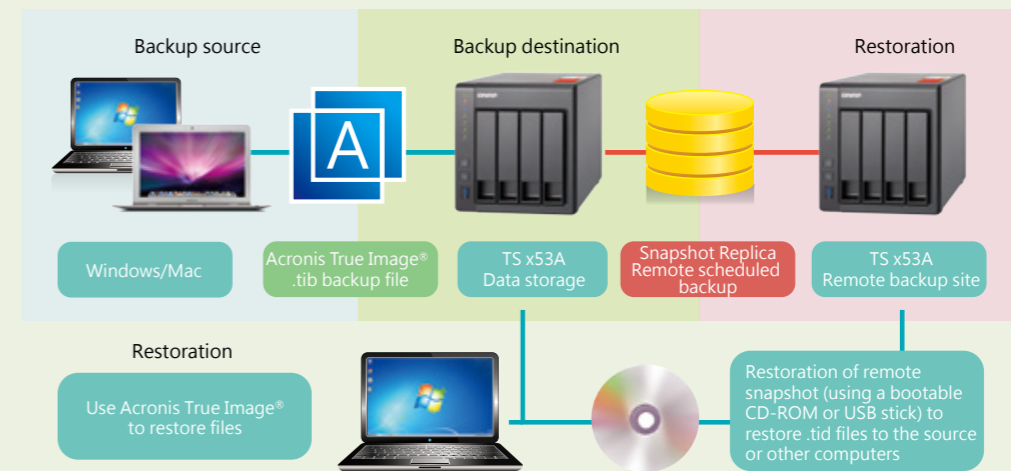 Backup source
Backup destination
Restoration
A
Windows/Mac
Acronis True Image®
.tib backup file
TS x53A
Data storage
Snapshot Replica
Remote scheduled
backup
TS x53A
Remote backup site
Restoration
Use Acronis True Image®
to restore files
Restoration of remote
snapshot (using a bootable
CD-ROM or USB stick) to
restore .tid files to the source
or other computers